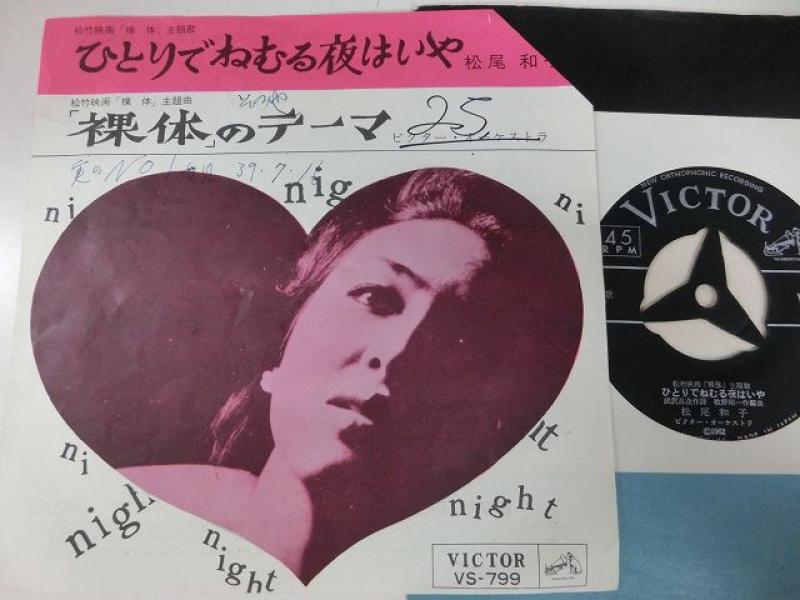 松竹映画「裸 体」主題歌
ひとりでねむる夜はいや 松尾 和子
松竹映画「裸 体」主題曲
「裸体」のテーマ ビクター・オーケストラ
25
39.7.16
ni
nig
ni
ni
night
night
night
VICTOR
VS-799
NEW ORTHOPHONIC RECORDING
VICTOR
45
RPM
松竹映画「裸体」主題歌
ひとりでねむる夜はいや
松尾和子
ビクター・オーケストラ
Ⓒ1962
MADE IN JAPAN